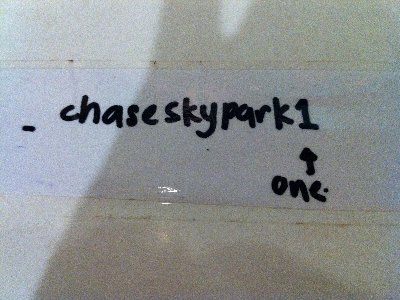 - chaseskypark1
↑
one.